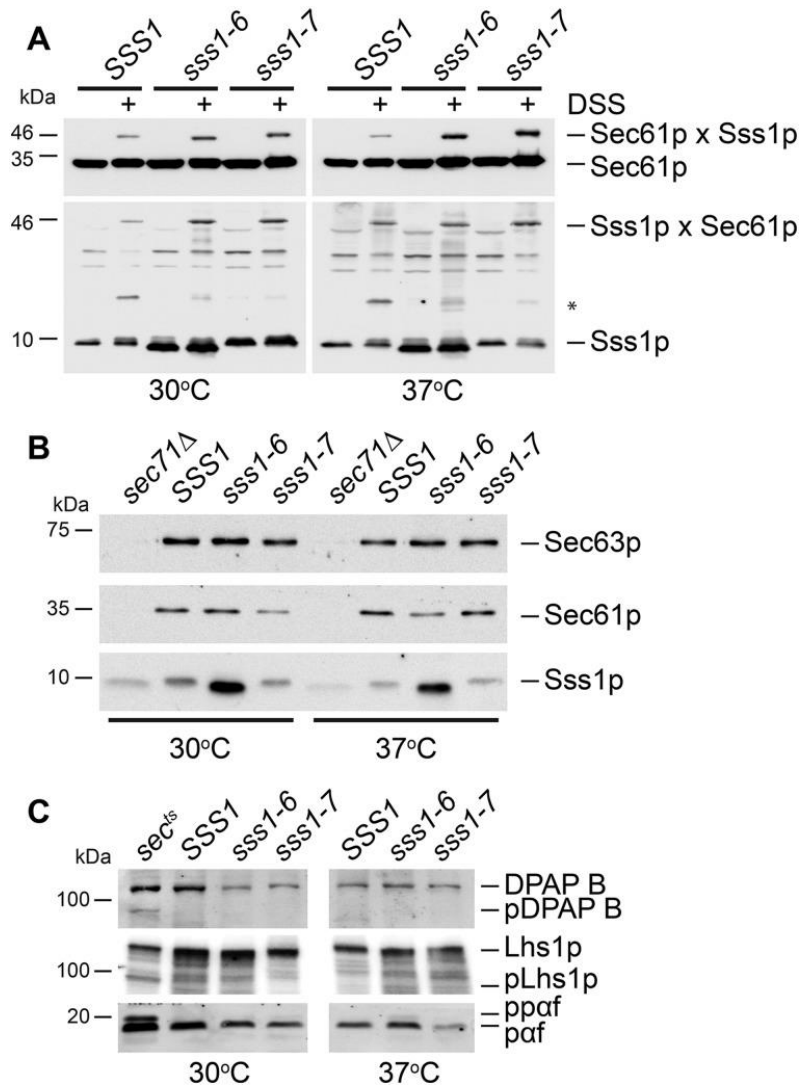 A
SSS1 sss1-6 sss1-7 SSS1 sss1-6 sss1-7
kDa + + + + + + DSS
46 Sec61p x Sss1p
35 Sec61p
46 Sss1p x Sec61p
*
10 Sss1p
30°C 37°C
B
sec71Δ SSS1 sss1-6 sss1-7 sec71Δ SSS1 sss1-6 sss1-7
kDa
75 Sec63p
35 Sec61p
10 Sss1p
30°C 37°C
C
sec^ts SSS1 sss1-6 sss1-7 SSS1 sss1-6 sss1-7
kDa
DPAP B
100 pDPAP B
Lhs1p
100 pLhs1p
20 ppαf
pαf
30°C 37°C